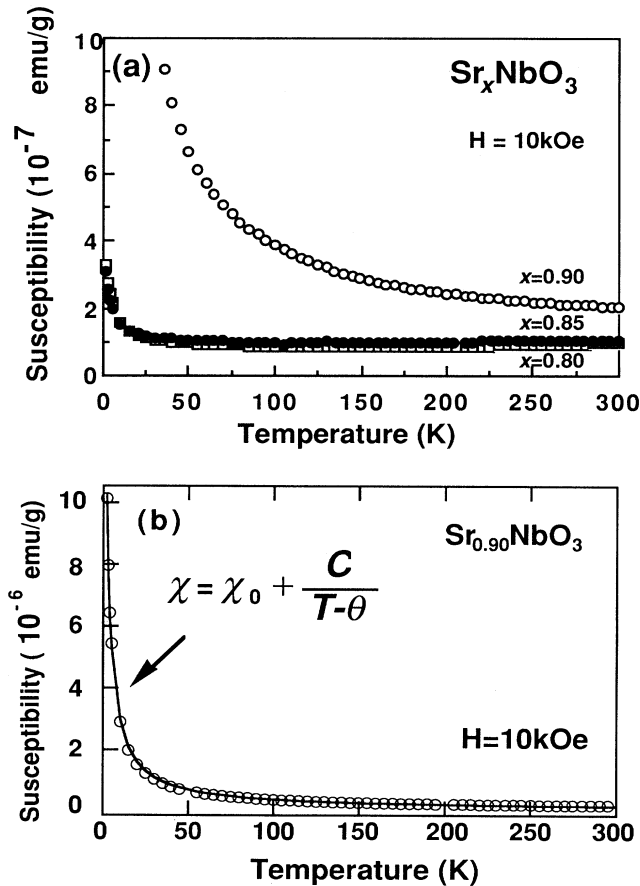 (a)
SrxNbO3
H = 10kOe
Susceptibility (10-7 emu/g)
10
8
6
4
2
0
x=0.90
x=0.85
x=0.80
50 100 150 200 250 300
Temperature (K)
(b)
Sr0.90NbO3
χ = χ0 + C / T-θ
H=10kOe
Susceptibility (10-6 emu/g)
10
8
6
4
2
0
0 50 100 150 200 250 300
Temperature (K)